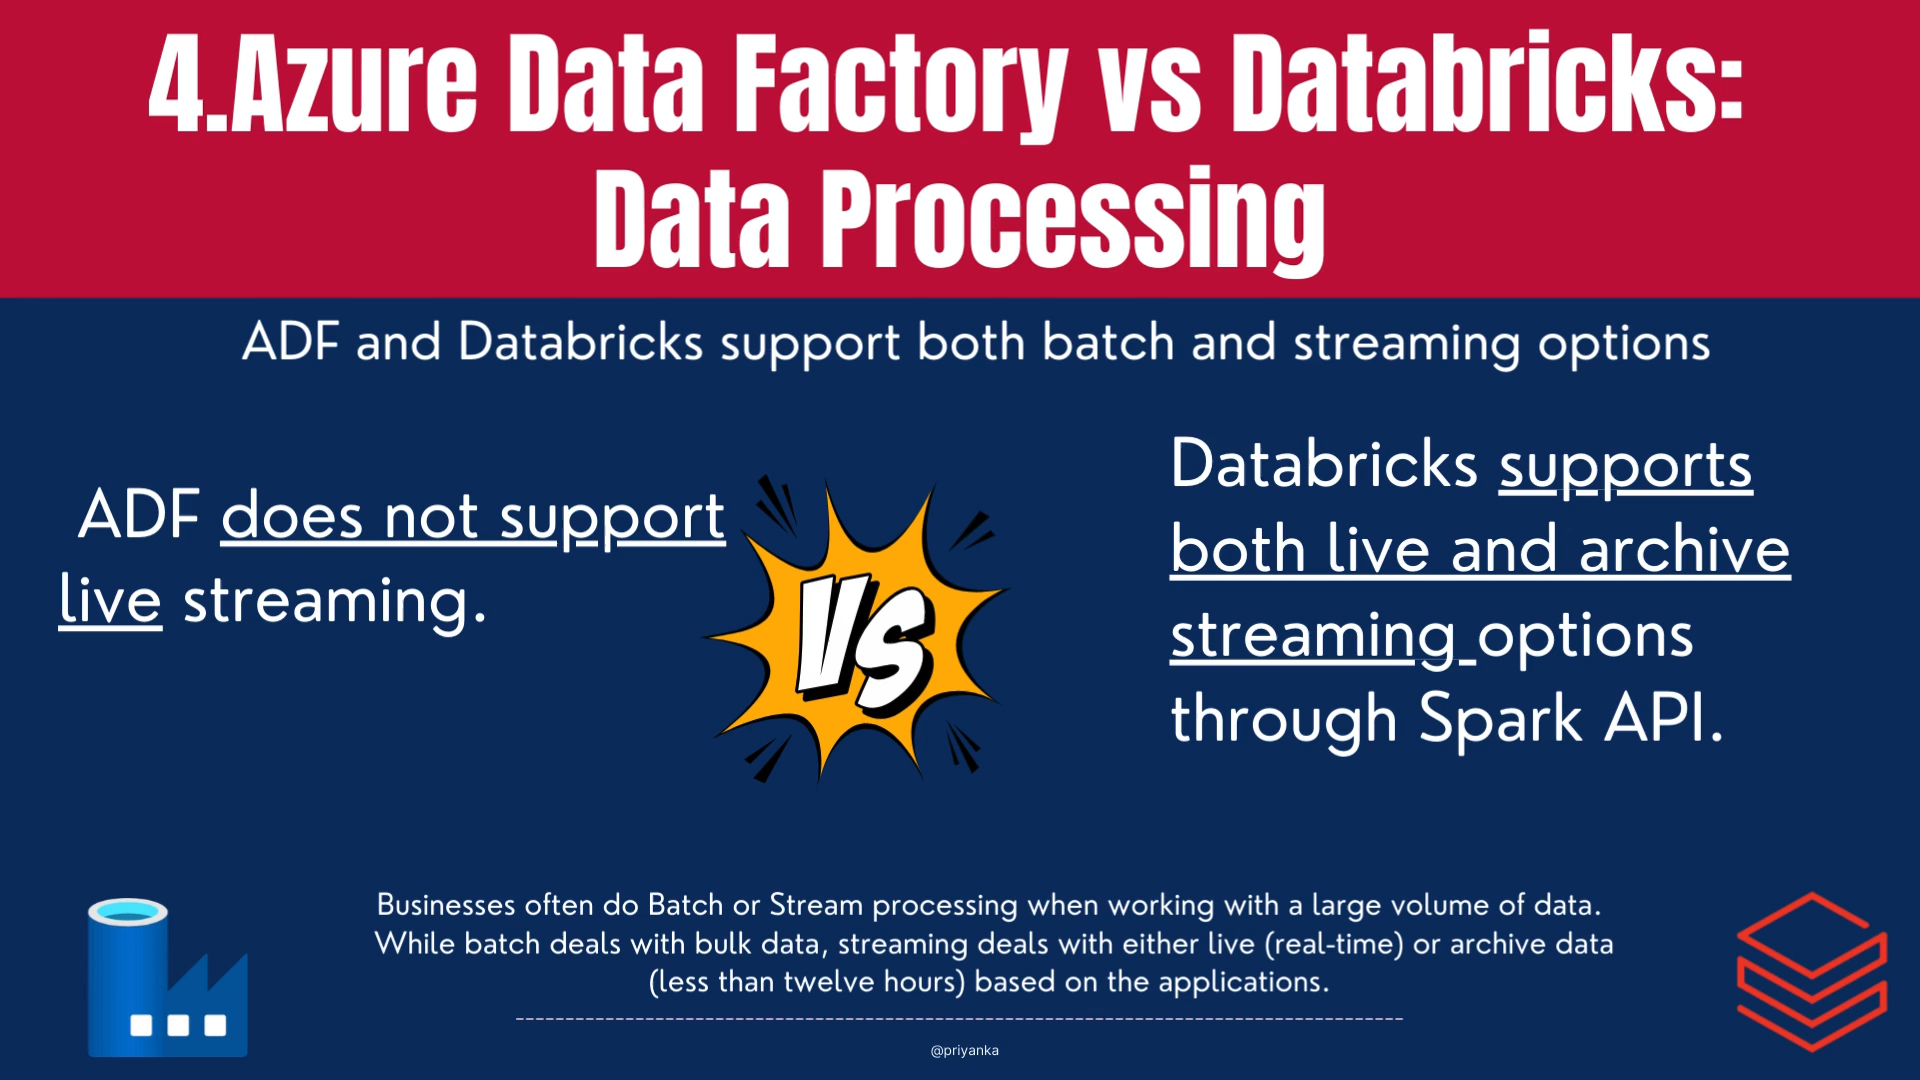 4.Azure Data Factory vs Databricks:
Data Processing
ADF and Databricks support both batch and streaming options
ADF does not support
live streaming.
VS
Databricks supports
both live and archive
streaming options
through Spark API.
Businesses often do Batch or Stream processing when working with a large volume of data.
While batch deals with bulk data, streaming deals with either live (real-time) or archive data
(less than twelve hours) based on the applications.
@priyanka